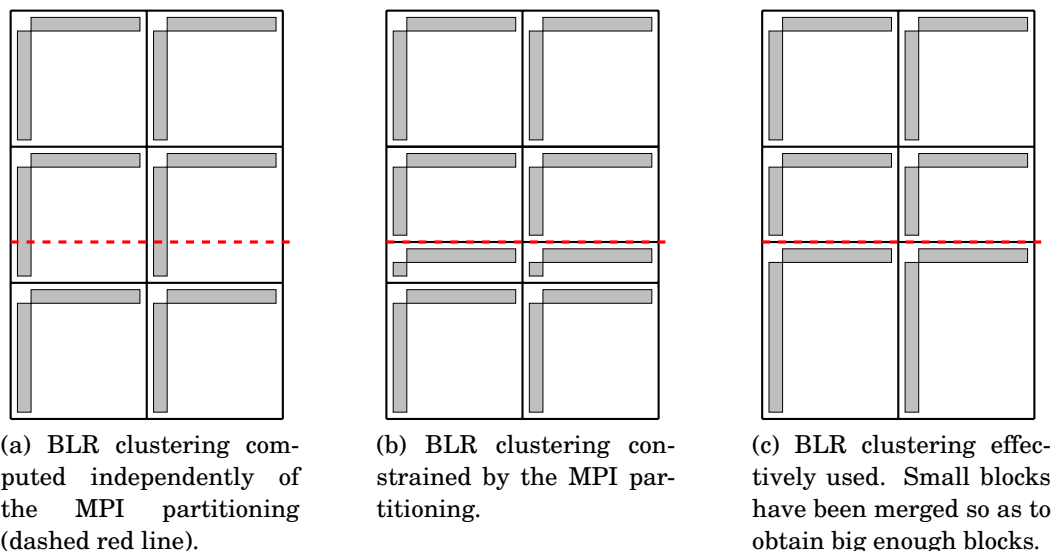 (a) BLR clustering com-
puted independently of
the MPI partitioning
(dashed red line).
(b) BLR clustering con-
strained by the MPI par-
titioning.
(c) BLR clustering effec-
tively used. Small blocks
have been merged so as to
obtain big enough blocks.